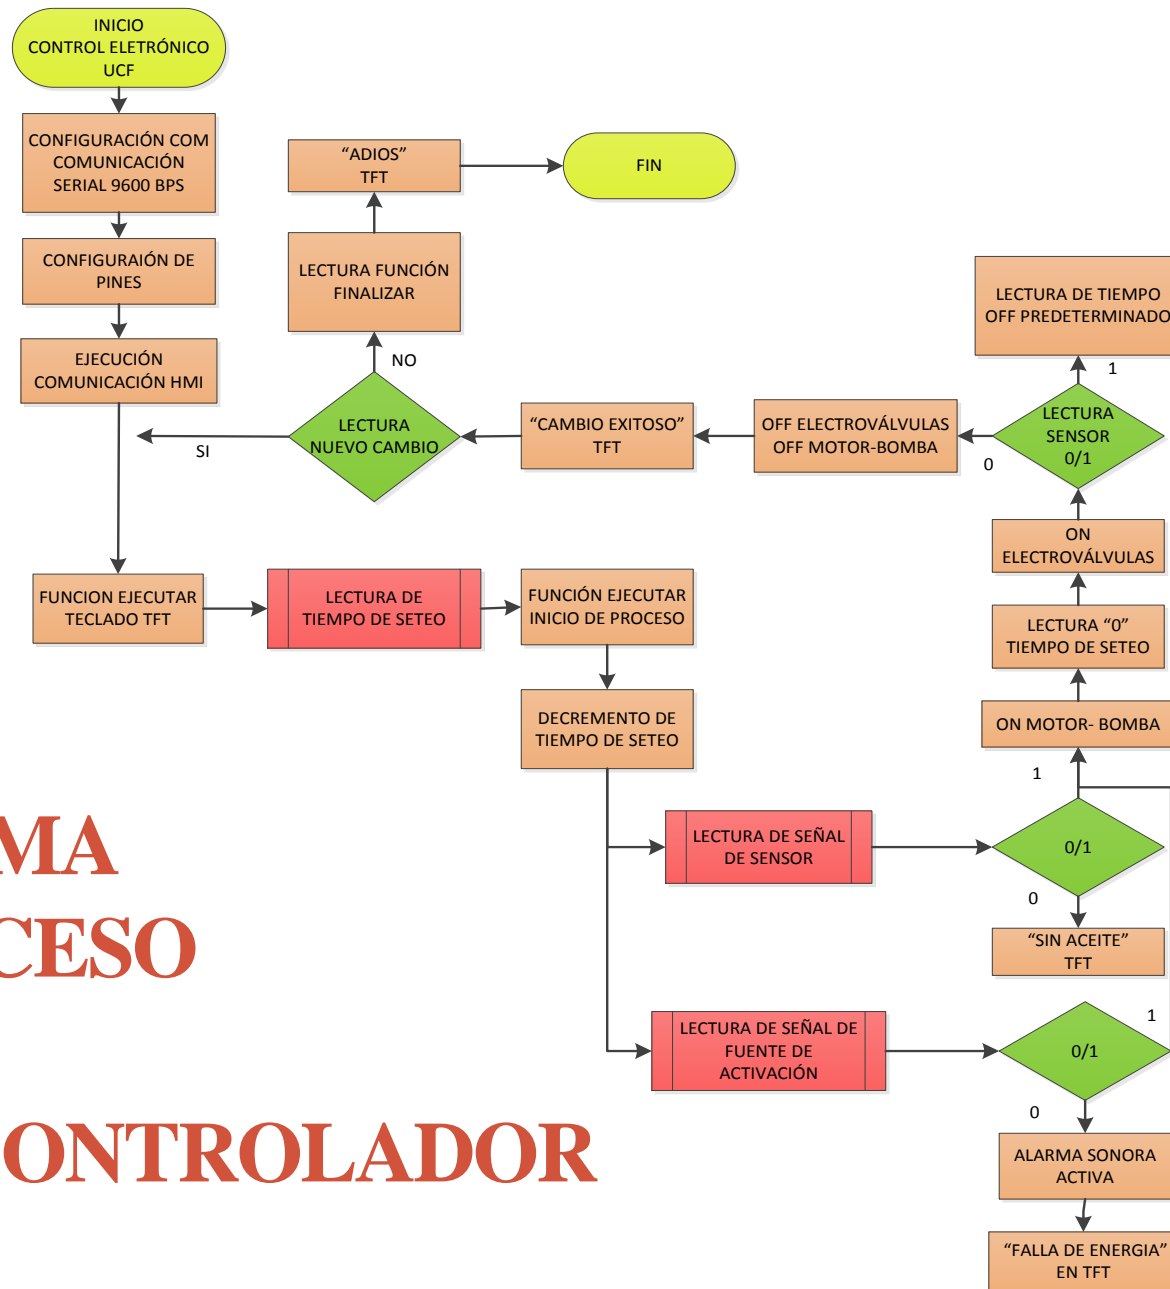 INICIO
CONTROL ELETRÓNICO
UCF
CONFIGURACIÓN COM
COMUNICACIÓN
SERIAL 9600 BPS
CONFIGURAIÓN DE
PINES
EJECUCIÓN
COMUNICACIÓN HMI
“ADIOS”
TFT
FIN
LECTURA FUNCIÓN
FINALIZAR
NO
LECTURA
NUEVO CAMBIO
SI
“CAMBIO EXITOSO”
TFT
OFF ELECTROVÁLVULAS
OFF MOTOR-BOMBA
0
LECTURA DE TIEMPO
OFF PREDETERMINADO
1
LECTURA
SENSOR
0/1
ON
ELECTROVÁLVULAS
LECTURA “0”
TIEMPO DE SETEO
ON MOTOR- BOMBA
1
FUNCION EJECUTAR
TECLADO TFT
LECTURA DE
TIEMPO DE SETEO
FUNCIÓN EJECUTAR
INICIO DE PROCESO
DECREMENTO DE
TIEMPO DE SETEO
LECTURA DE SEÑAL
DE SENSOR
0/1
0
“SIN ACEITE”
TFT
LECTURA DE SEÑAL DE
FUENTE DE
ACTIVACIÓN
0/1
1
0
ALARMA SONORA
ACTIVA
“FALLA DE ENERGIA”
EN TFT
MA
CESO
ONTROLADOR